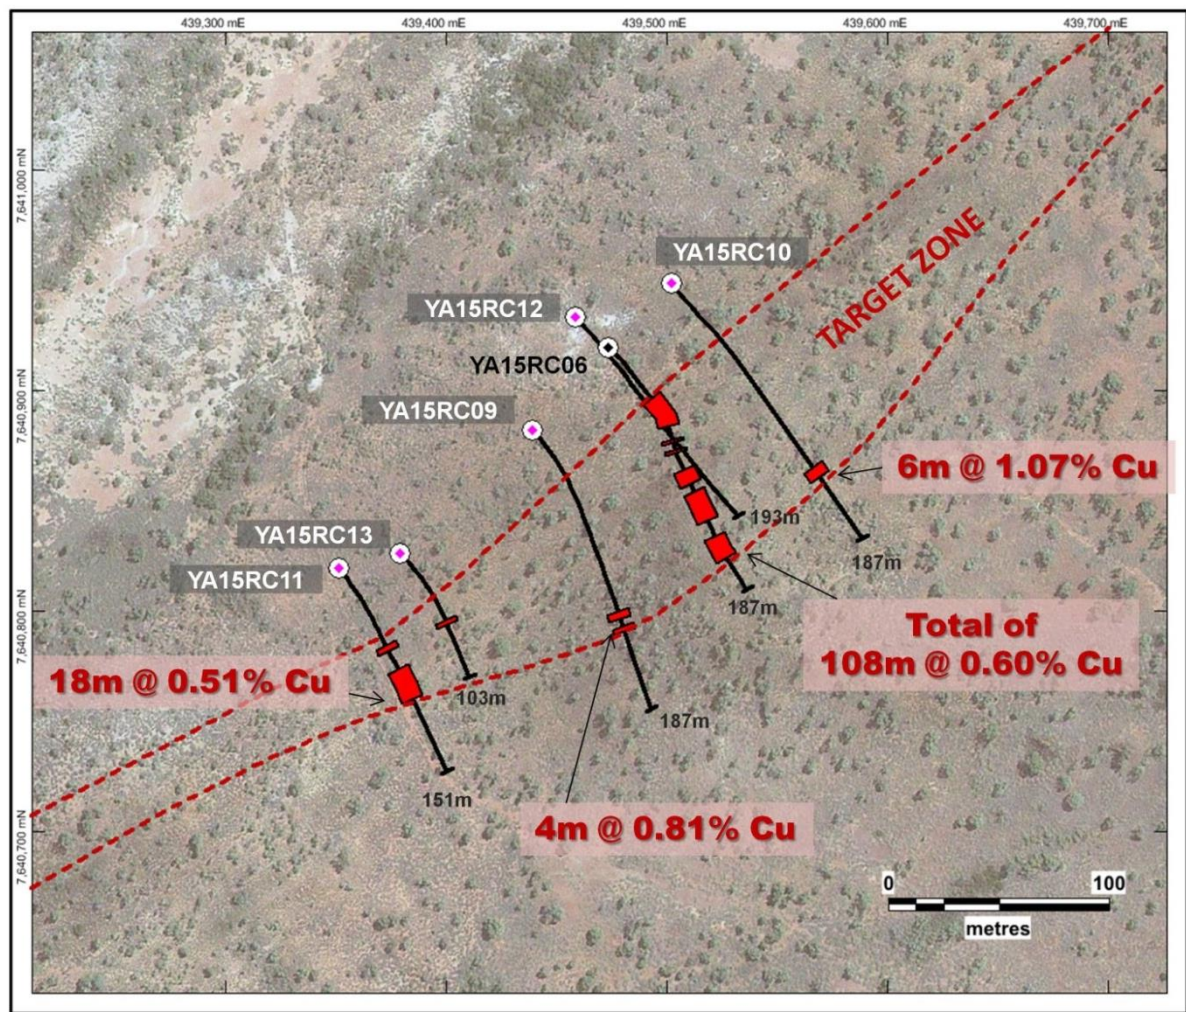 439,300 mE
439,400 mE
439,500 mE
439,600 mE
439,700 mE
7,641,000 mN
7,640,900 mN
7,640,800 mN
7,640,700 mN
YA15RC10
TARGET ZONE
YA15RC12
YA15RC06
YA15RC09
6m @ 1.07% Cu
193m
187m
YA15RC13
YA15RC11
187m
Total of
108m @ 0.60% Cu
18m @ 0.51% Cu
103m
187m
151m
4m @ 0.81% Cu
0
100
metres